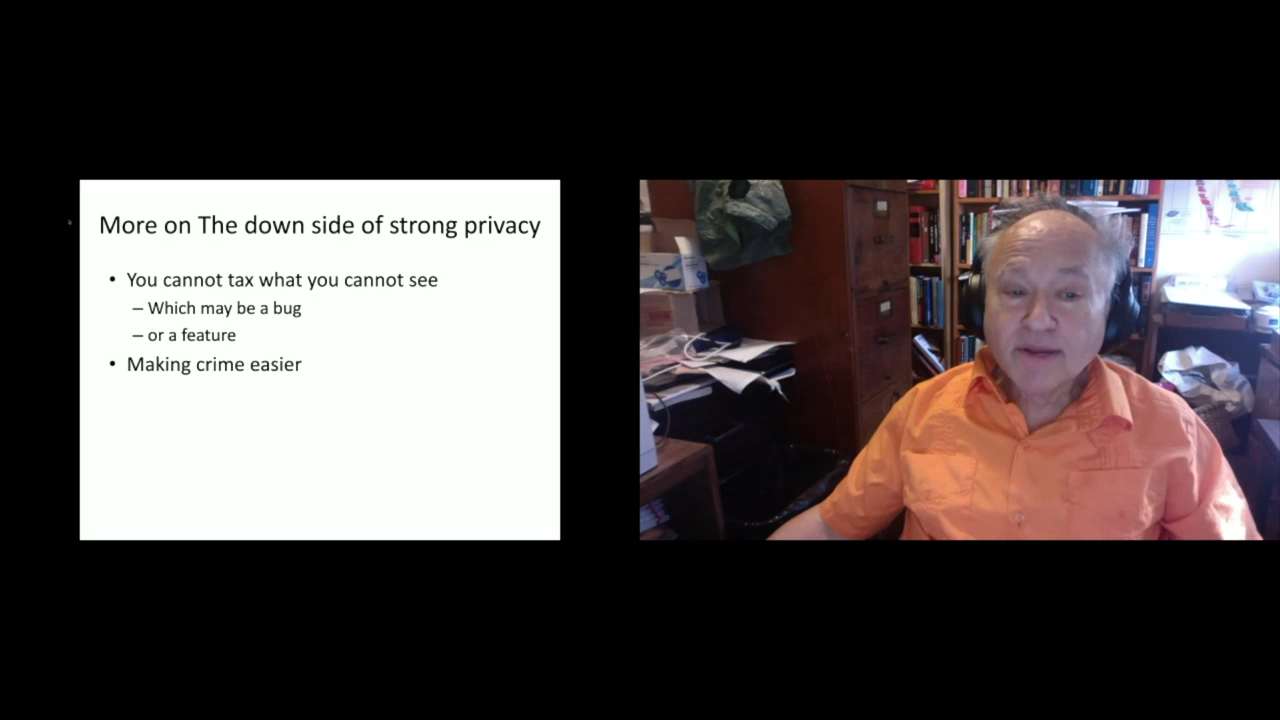 More on The down side of strong privacy
• You cannot tax what you cannot see
– Which may be a bug
– or a feature
• Making crime easier